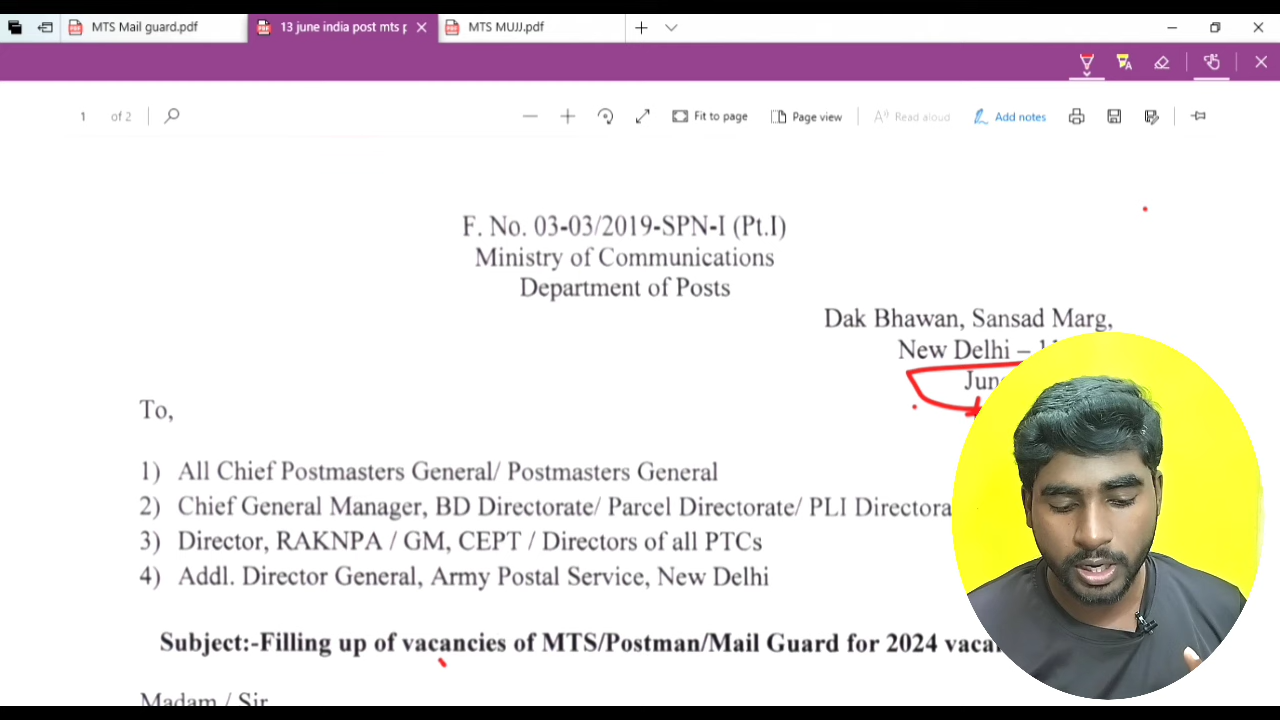 MTS Mail guard.pdf
13 june india post mts p
MTS MUJJ.pdf
1 of 2
Fit to page
Page view
Read aloud
Add notes
F. No. 03-03/2019-SPN-I (Pt.I)
Ministry of Communications
Department of Posts
Dak Bhawan, Sansad Marg,
New Delhi –
June
To,
1) All Chief Postmasters General/ Postmasters General
2) Chief General Manager, BD Directorate/ Parcel Directorate/ PLI Directora
3) Director, RAKNPA / GM, CEPT / Directors of all PTCs
4) Addl. Director General, Army Postal Service, New Delhi
Subject:-Filling up of vacancies of MTS/Postman/Mail Guard for 2024 vaca
Madam / Sir